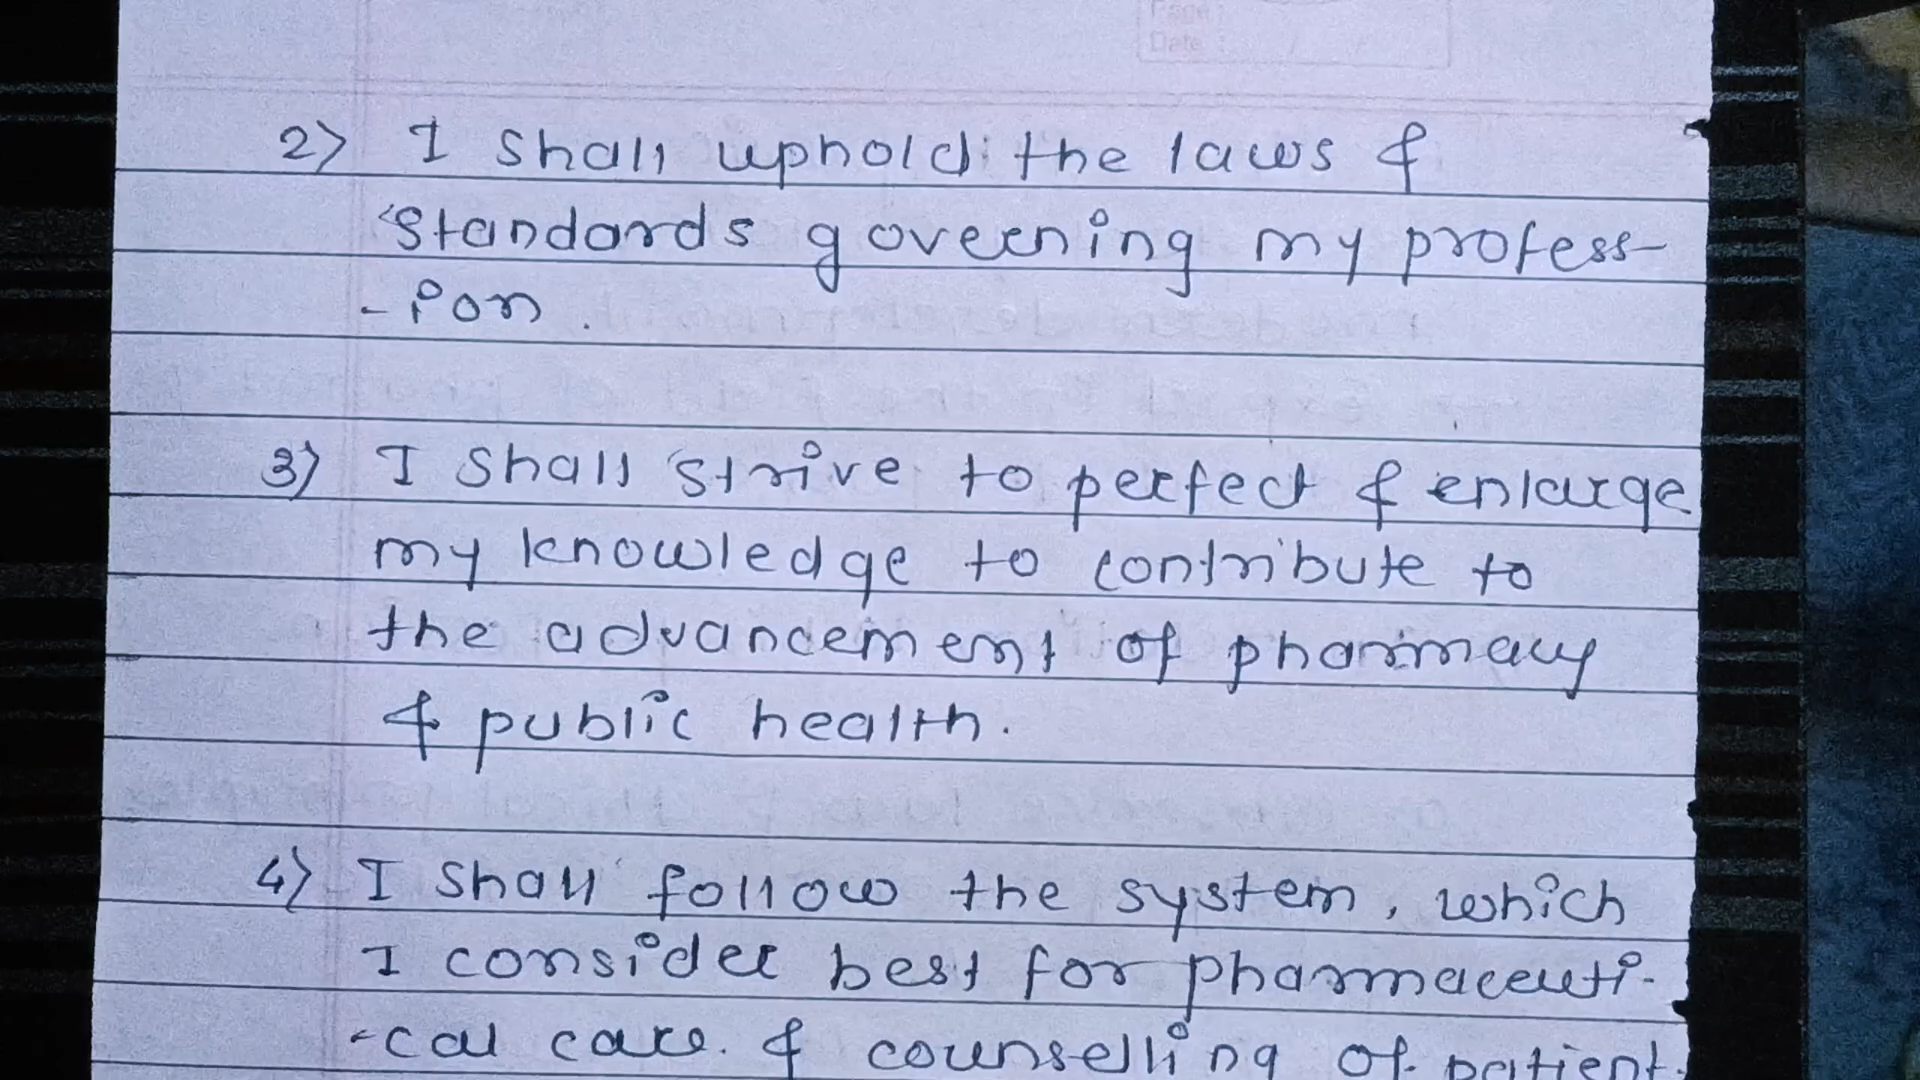 Page :
Date : / /
2) I shall uphold the laws &
standards governing my profess-
- ion.
3) I shall strive to perfect & enlarge
my knowledge to contribute to
the advancement of pharmacy
& public health.
4) I shall follow the system, which
I consider best for pharmaceuti-
-cal care. & counselling of patient.